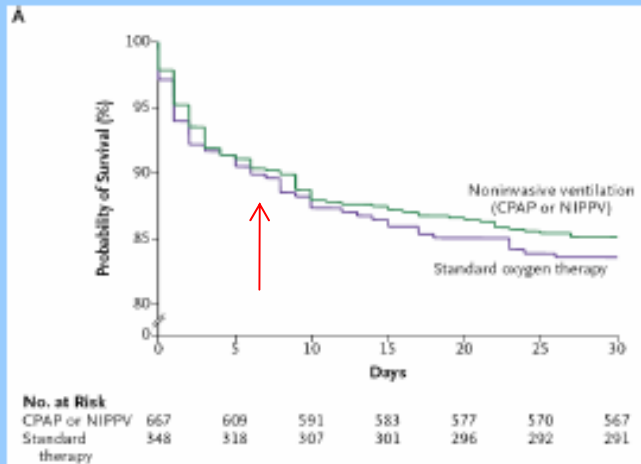 A
100
95
90
85
80
0
Probability of Survival (%)
Noninvasive ventilation
(CPAP or NIPPV)
Standard oxygen therapy
0 5 10 15 20 25 30
Days
No. at Risk
CPAP or NIPPV 667 609 591 583 577 570 567
Standard 348 318 307 301 296 292 291
therapy